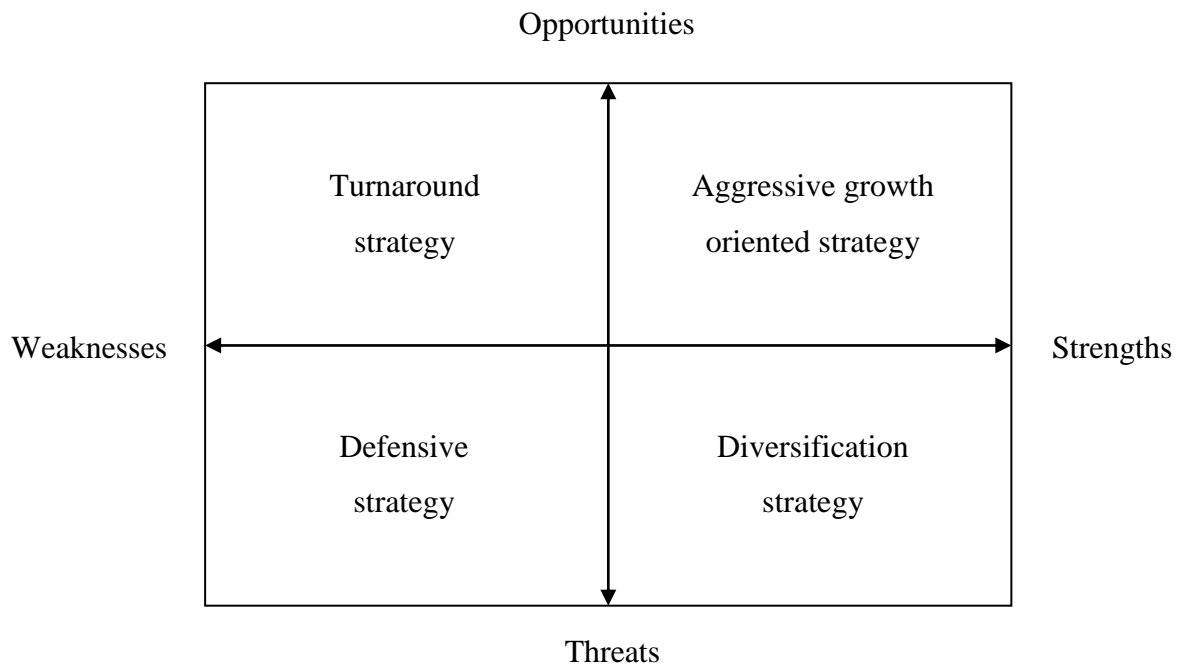 Opportunities
Turnaround
strategy
Aggressive growth
oriented strategy
Weaknesses
Strengths
Defensive
strategy
Diversification
strategy
Threats